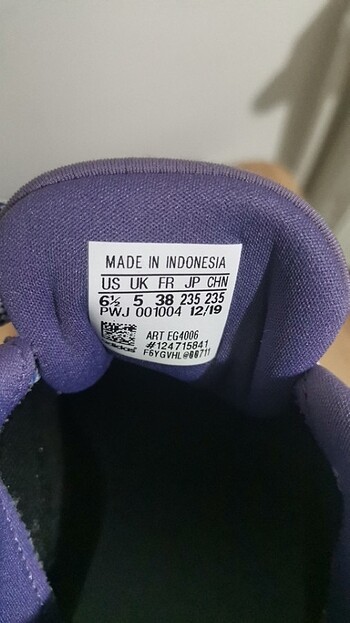 MADE IN INDONESIA
US UK FR JP CHN
6½ 5 38 235 235
PWJ 001004 12/19
ART EG4006
#124715841
adidas
F6YGVHL@00711